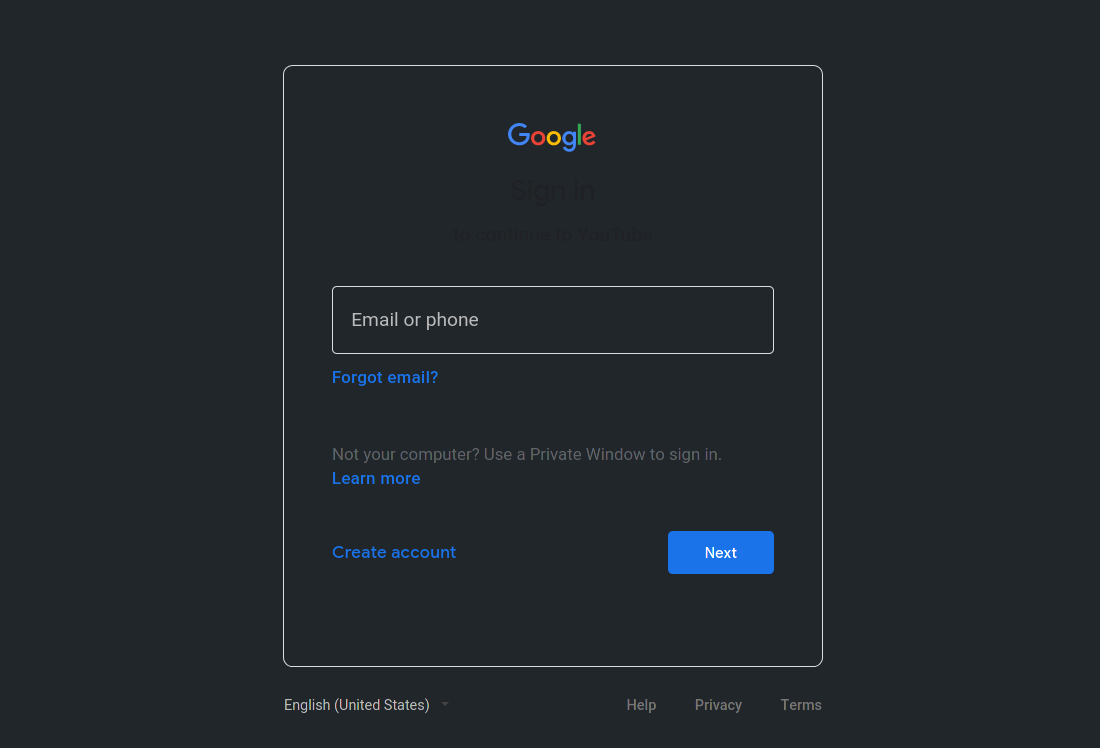 Google
Sign in
to continue to YouTube
Email or phone
Forgot email?
Not your computer? Use a Private Window to sign in.
Learn more
Create account
Next
English (United States)
Help
Privacy
Terms